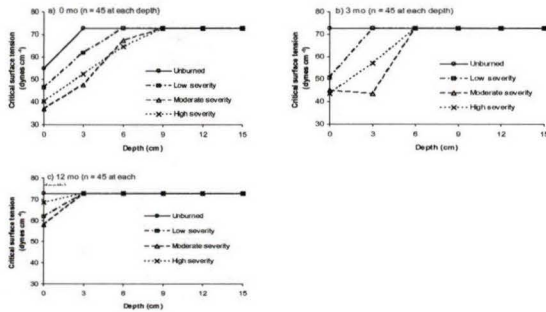 a) 0 mo (n = 45 at each depth)
Critical surface tension
(dynes cm⁻¹)
80
70
60
50
40
30
0 3 6 9 12 15
Depth (cm)
Unburned
Low severity
Moderate severity
High severity
b) 3 mo (n = 45 at each depth)
Critical surface tension
(dynes cm⁻¹)
80
70
60
50
40
30
0 3 6 9 12 15
Depth (cm)
Unburned
Low severity
Moderate severity
High severity
c) 12 mo (n = 45 at each
Critical surface tension
(dynes cm⁻¹)
80
70
60
50
40
30
0 3 6 9 12 15
Depth (cm)
Unburned
Low severity
Moderate severity
High severity